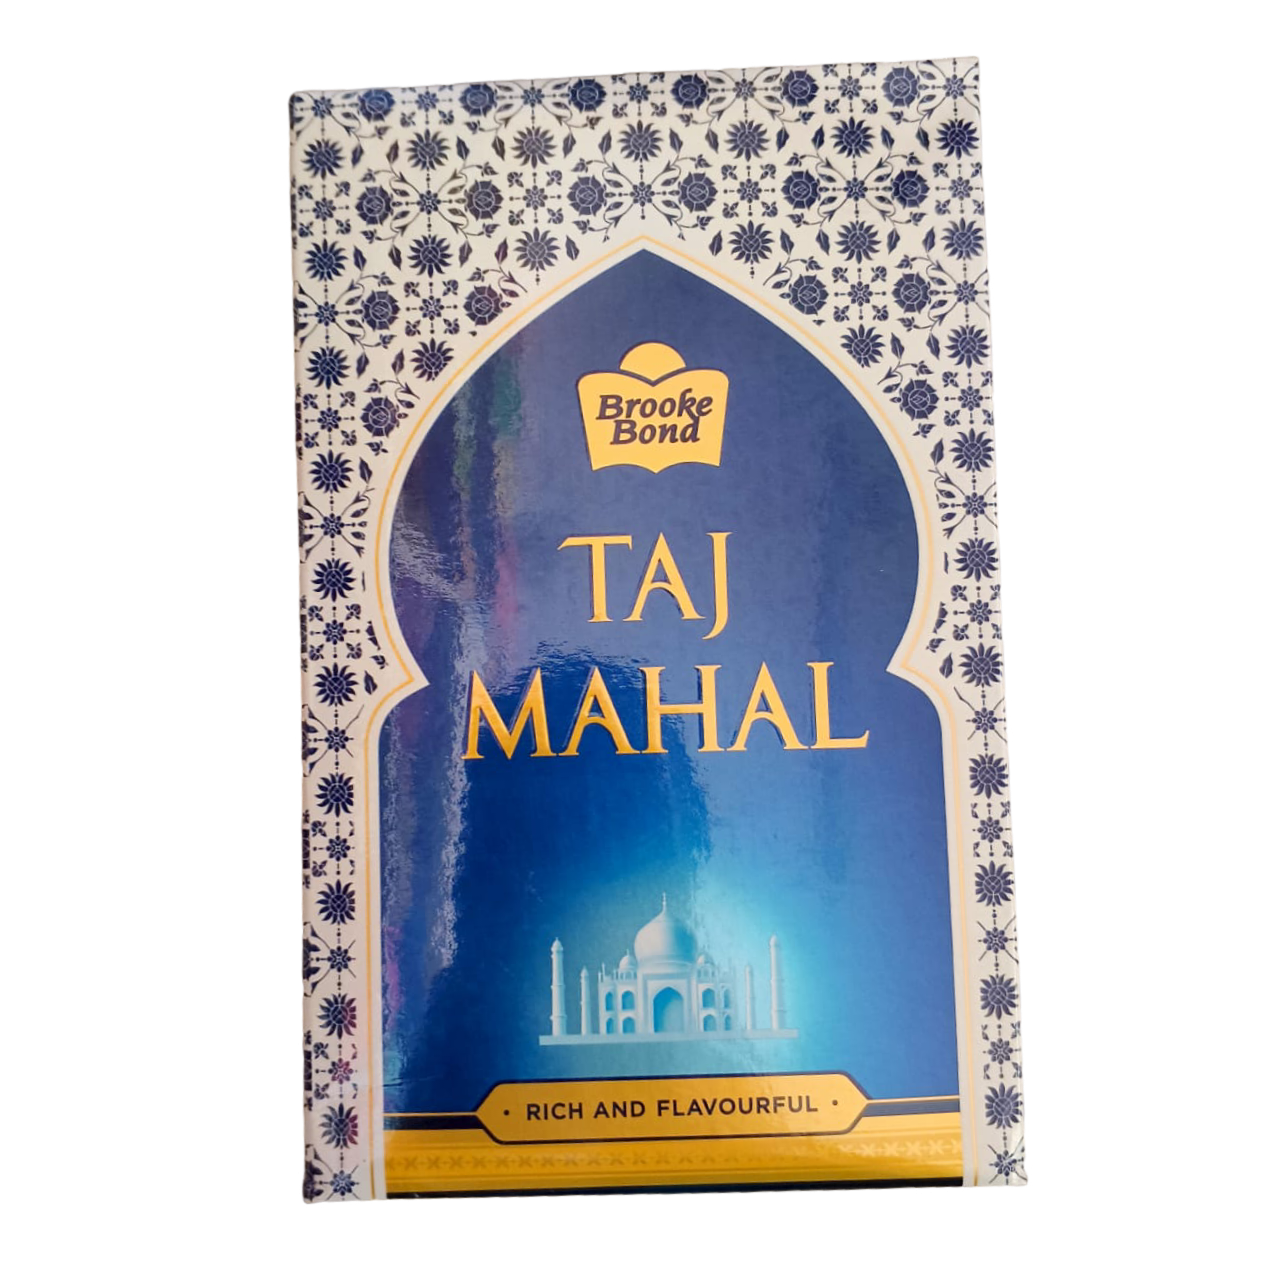 Brooke
Bond
TAJ
MAHAL
• RICH AND FLAVOURFUL •